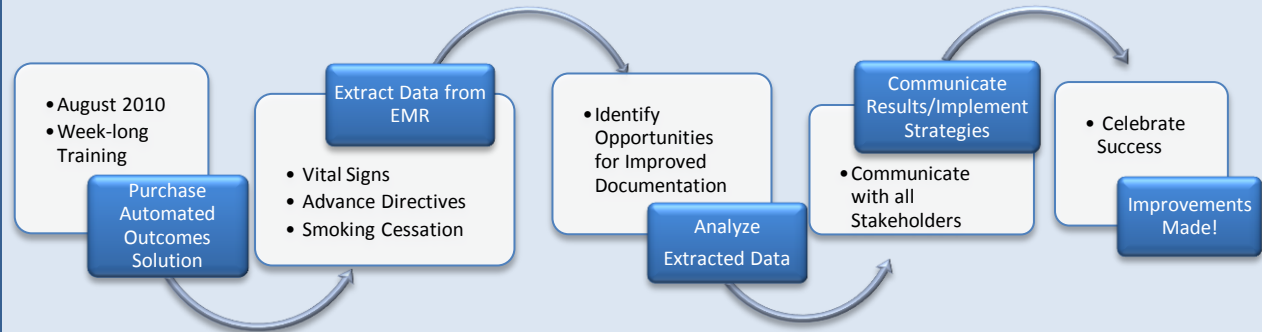 • August 2010
• Week-long
Training
Purchase
Automated
Outcomes
Solution
Extract Data from
EMR
• Vital Signs
• Advance Directives
• Smoking Cessation
• Identify
Opportunities
for Improved
Documentation
Analyze
Extracted Data
Communicate
Results/Implement
Strategies
• Communicate
with all
Stakeholders
• Celebrate
Success
Improvements
Made!